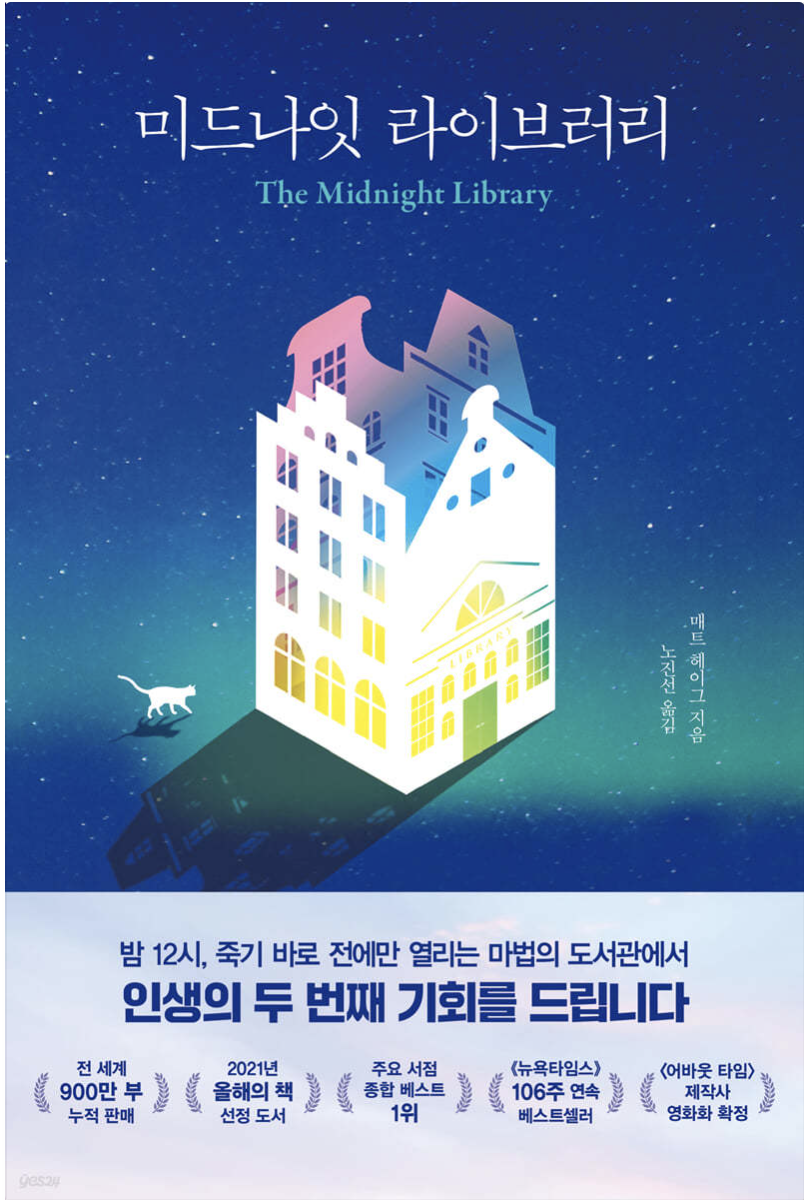 미드나잇 라이브러리
The Midnight Library
LIBRARY
매트 헤이그 지음
노진선 옮김
밤 12시, 죽기 바로 전에만 열리는 마법의 도서관에서
인생의 두 번째 기회를 드립니다
전 세계
900만 부
누적 판매
2021년
올해의 책
선정 도서
주요 서점
종합 베스트
1위
《뉴욕타임스》
106주 연속
베스트셀러
〈어바웃 타임〉
제작사
영화화 확정
yes24